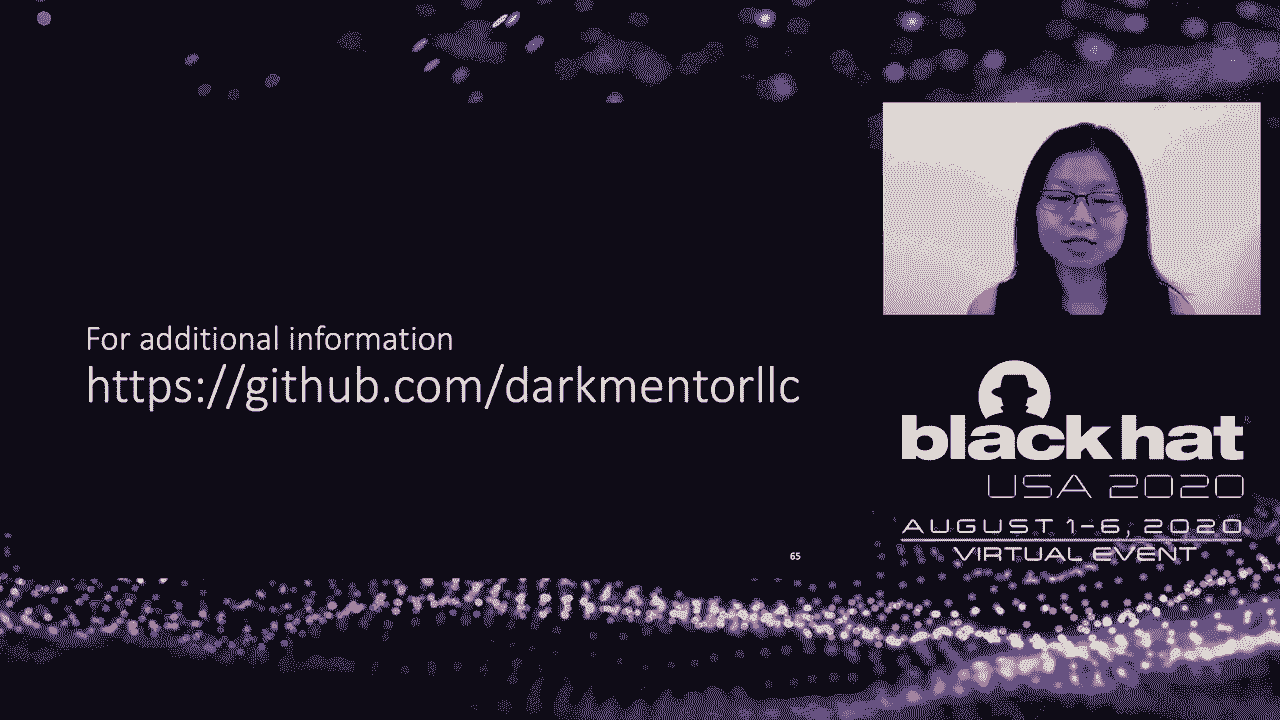 For additional information
https://github.com/darkmentorllc
65
black hat®
USA 2020
AUGUST 1-6, 2020
VIRTUAL EVENT